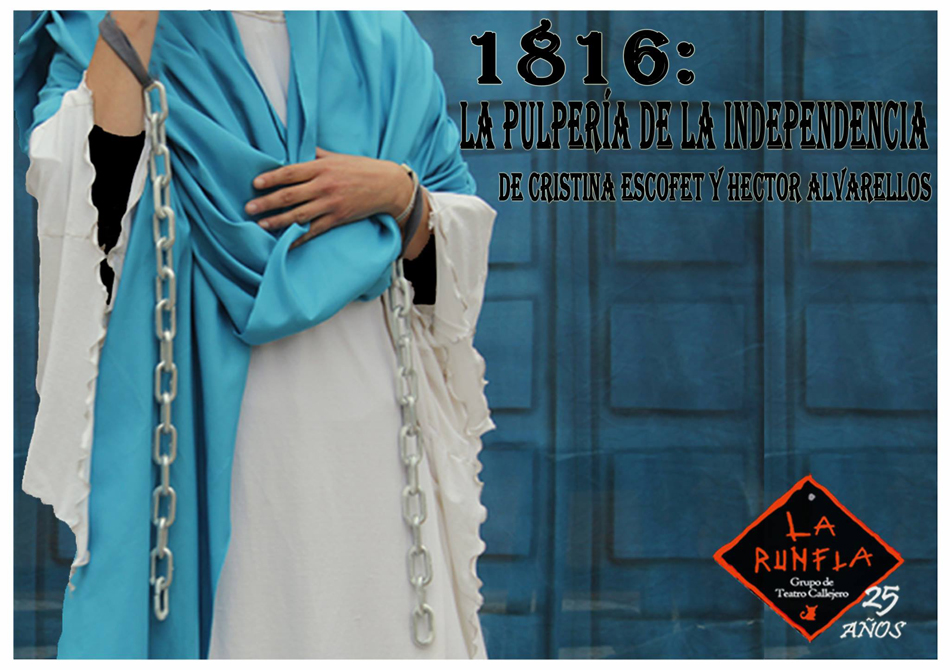 1816:
LA PULPERÍA DE LA INDEPENDENCIA
DE CRISTINA ESCOFET Y HECTOR ALVARELLOS
LA
RUNFLA
Grupo de
Teatro Callejero
25
AÑOS